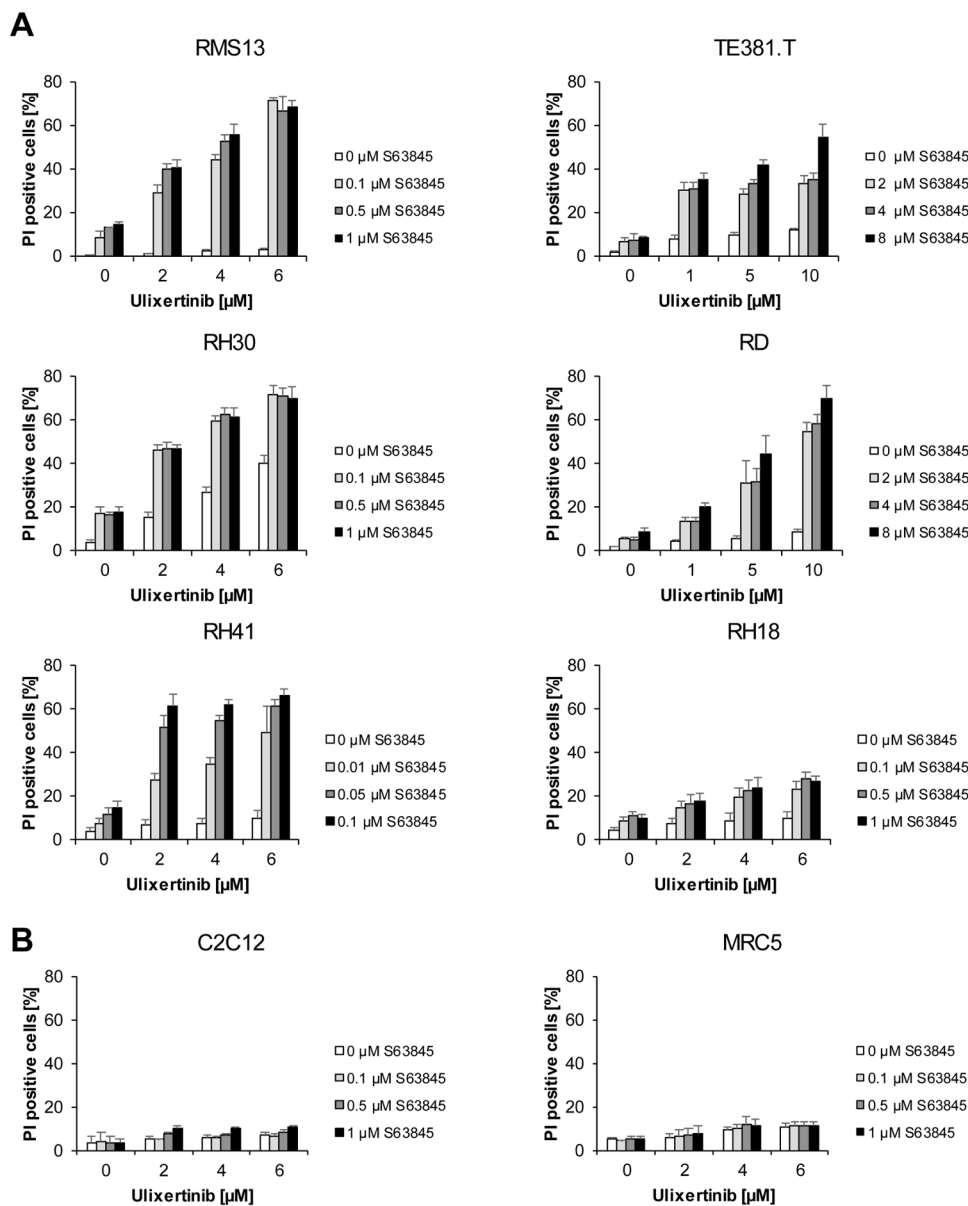 A
RMS13
PI positive cells [%]
80
60
40
20
0
0 2 4 6
Ulixertinib [µM]
0 µM S63845
0.1 µM S63845
0.5 µM S63845
1 µM S63845
TE381.T
PI positive cells [%]
80
60
40
20
0
0 1 5 10
Ulixertinib [µM]
0 µM S63845
2 µM S63845
4 µM S63845
8 µM S63845
RH30
PI positive cells [%]
80
60
40
20
0
0 2 4 6
Ulixertinib [µM]
0 µM S63845
0.1 µM S63845
0.5 µM S63845
1 µM S63845
RD
PI positive cells [%]
80
60
40
20
0
0 1 5 10
Ulixertinib [µM]
0 µM S63845
2 µM S63845
4 µM S63845
8 µM S63845
RH41
PI positive cells [%]
80
60
40
20
0
0 2 4 6
Ulixertinib [µM]
0 µM S63845
0.01 µM S63845
0.05 µM S63845
0.1 µM S63845
RH18
PI positive cells [%]
80
60
40
20
0
0 2 4 6
Ulixertinib [µM]
0 µM S63845
0.1 µM S63845
0.5 µM S63845
1 µM S63845
B
C2C12
PI positive cells [%]
80
60
40
20
0
0 2 4 6
Ulixertinib [µM]
0 µM S63845
0.1 µM S63845
0.5 µM S63845
1 µM S63845
MRC5
PI positive cells [%]
80
60
40
20
0
0 2 4 6
Ulixertinib [µM]
0 µM S63845
0.1 µM S63845
0.5 µM S63845
1 µM S63845